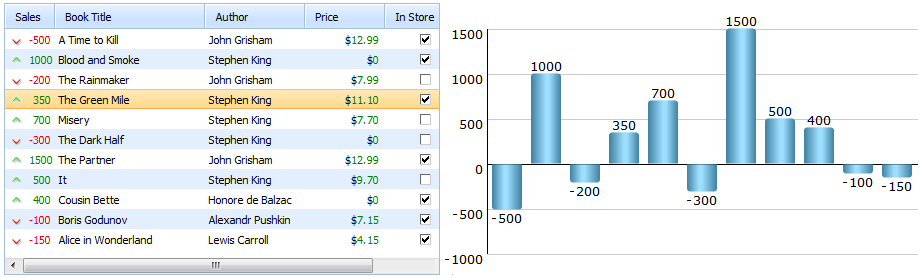 Sales Book Title Author Price In Store
-500 A Time to Kill John Grisham $12.99
1000 Blood and Smoke Stephen King $0
-200 The Rainmaker John Grisham $7.99
350 The Green Mile Stephen King $11.10
700 Misery Stephen King $7.70
-300 The Dark Half Stephen King $0
1500 The Partner John Grisham $12.99
500 It Stephen King $9.70
400 Cousin Bette Honore de Balzac $0
-100 Boris Godunov Alexandr Pushkin $7.15
-150 Alice in Wonderland Lewis Carroll $4.15
1500
1000
500
0
-500
-1000
-500
1000
-200
350
700
-300
1500
500
400
-100
-150